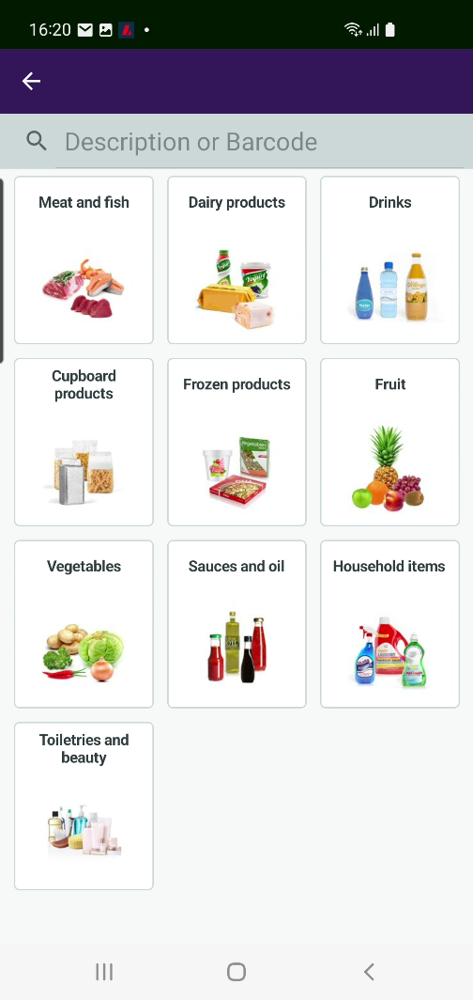 16:20
Description or Barcode
Meat and fish
Dairy products
Drinks
Cupboard
products
Frozen products
Fruit
Vegetables
Sauces and oil
Household items
Toiletries and
beauty